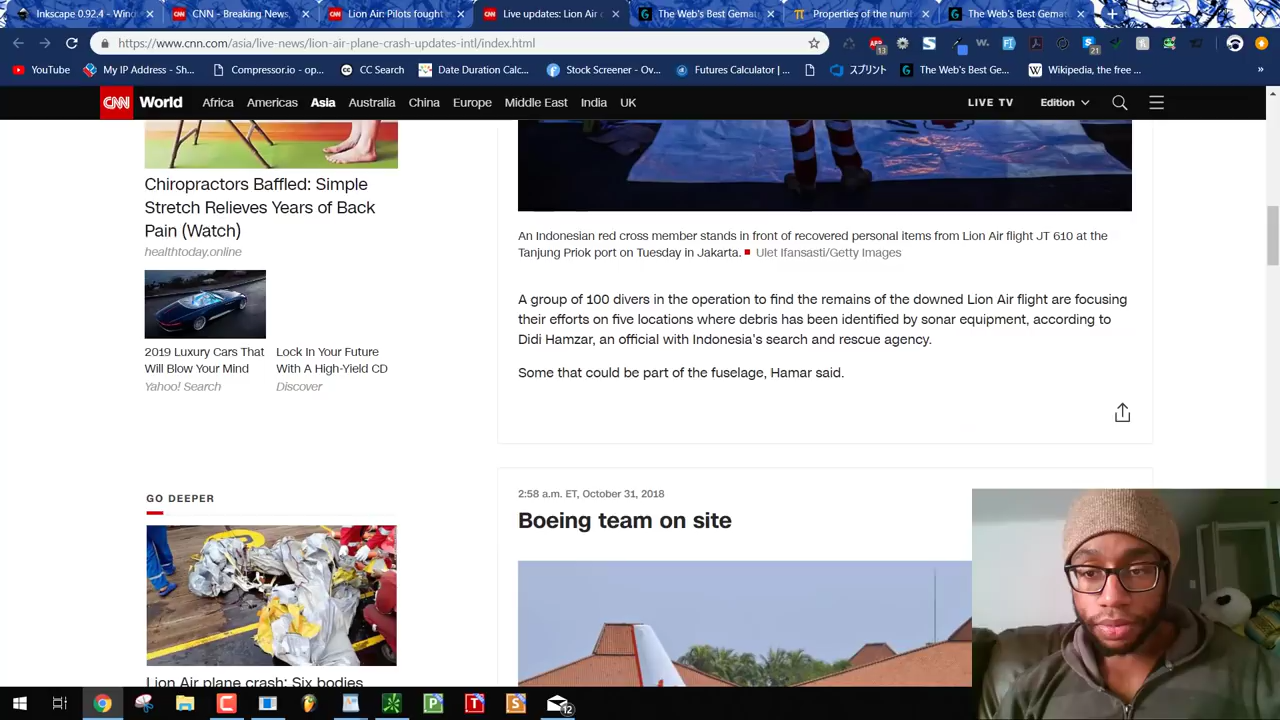 Inkscape 0.92.4 - Wind
CNN - Breaking News,
Lion Air: Pilots fought
Live updates: Lion Air
The Web's Best Gemat
Properties of the numb
The Web's Best Gemat
https://www.cnn.com/asia/live-news/lion-air-plane-crash-updates-intl/index.html
13
21
YouTube
My IP Address - Sh...
Compressor.io - op...
CC Search
Date Duration Calc...
Stock Screener - Ov...
Futures Calculator | ...
スプリント
The Web's Best Ge...
Wikipedia, the free ...
»
CNN World Africa Americas Asia Australia China Europe Middle East India UK LIVE TV Edition
Chiropractors Baffled: Simple
Stretch Relieves Years of Back
Pain (Watch)
healthtoday.online
2019 Luxury Cars That
Will Blow Your Mind
Yahoo! Search
Lock In Your Future
With A High-Yield CD
Discover
GO DEEPER
Lion Air plane crash: Six bodies
An Indonesian red cross member stands in front of recovered personal items from Lion Air flight JT 610 at the
Tanjung Priok port on Tuesday in Jakarta. Ulet Ifansasti/Getty Images
A group of 100 divers in the operation to find the remains of the downed Lion Air flight are focusing
their efforts on five locations where debris has been identified by sonar equipment, according to
Didi Hamzar, an official with Indonesia's search and rescue agency.
Some that could be part of the fuselage, Hamar said.
2:58 a.m. ET, October 31, 2018
Boeing team on site
12